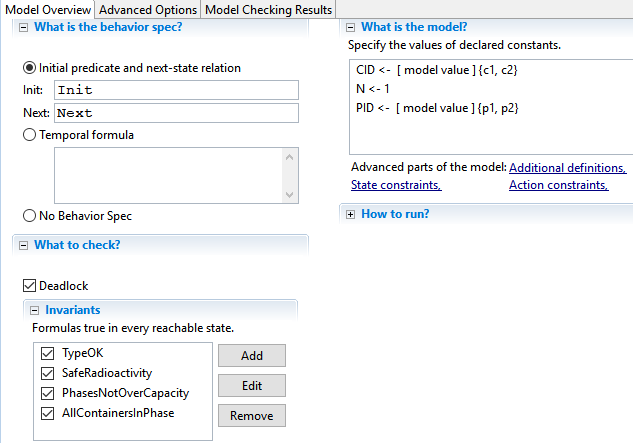 Model Overview Advanced Options Model Checking Results
What is the behavior spec?
Initial predicate and next-state relation
Init: Init
Next: Next
Temporal formula
No Behavior Spec
What to check?
Deadlock
Invariants
Formulas true in every reachable state.
TypeOK
SafeRadioactivity
PhasesNotOverCapacity
AllContainersInPhase
Add
Edit
Remove
What is the model?
Specify the values of declared constants.
CID <- [ model value ] {c1, c2}
N <- 1
PID <- [ model value ] {p1, p2}
Advanced parts of the model: Additional definitions,
State constraints, Action constraints,
How to run?